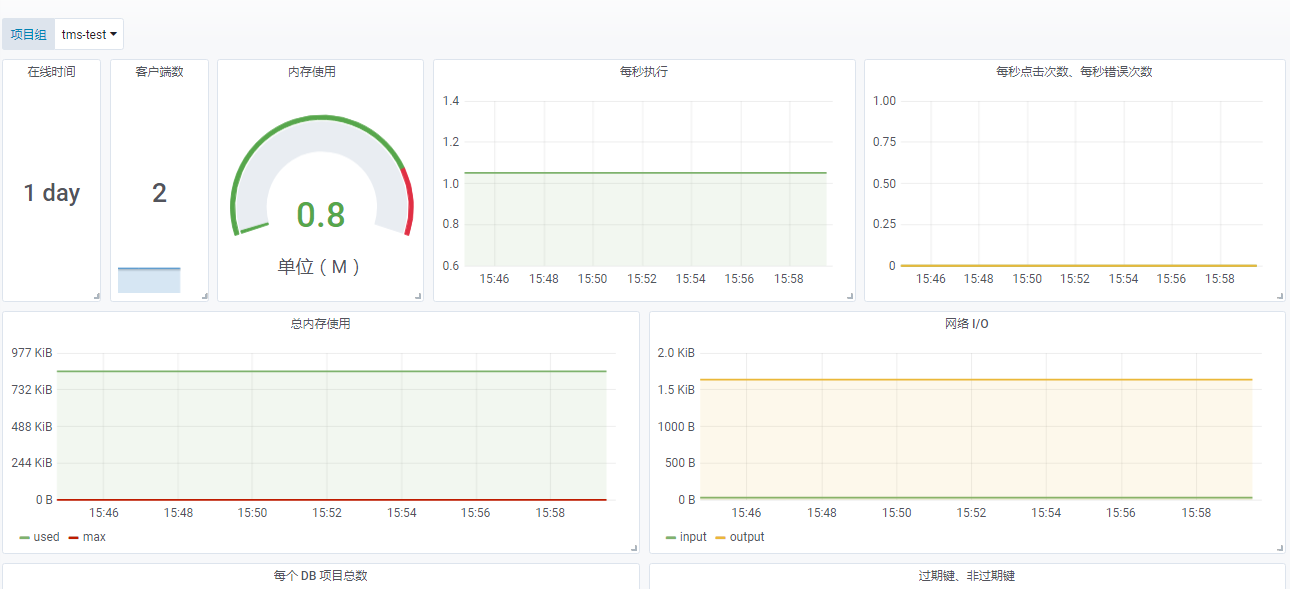 项目组 tms-test
在线时间
1 day
客户端数
2
内存使用
0.8
单位（M）
每秒执行
1.4
1.2
1.0
0.8
0.6
15:46 15:48 15:50 15:52 15:54 15:56 15:58
每秒点击次数、每秒错误次数
1.00
0.75
0.50
0.25
0
15:46 15:48 15:50 15:52 15:54 15:56 15:58
总内存使用
977 KiB
732 KiB
488 KiB
244 KiB
0 B
15:46 15:48 15:50 15:52 15:54 15:56 15:58
used max
网络 I/O
2.0 KiB
1.5 KiB
1000 B
500 B
0 B
15:46 15:48 15:50 15:52 15:54 15:56 15:58
input output
每个 DB 项目总数
过期键、非过期键